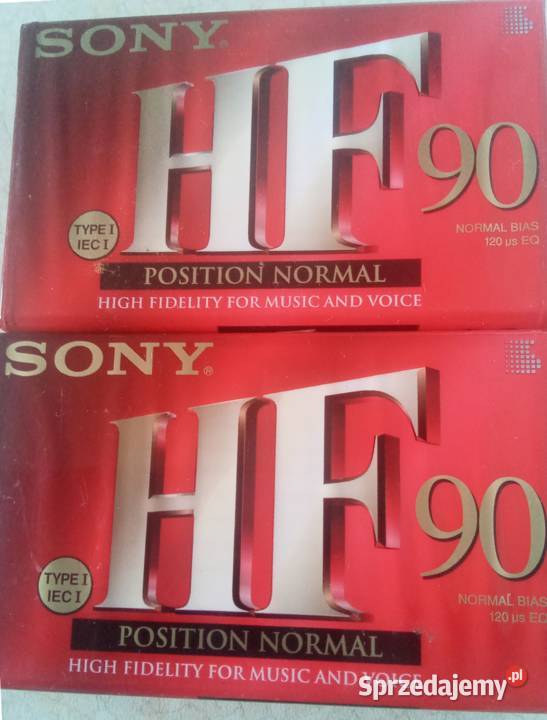 SONY®
HF 90
TYPE I
IEC I
NORMAL BIAS
120 µs EQ
POSITION NORMAL
HIGH FIDELITY FOR MUSIC AND VOICE
SONY®
HF 90
TYPE I
IEC I
NORMAL BIAS
120 µs EQ
POSITION NORMAL
HIGH FIDELITY FOR MUSIC AND VOICE
Sprzedajemy.pl